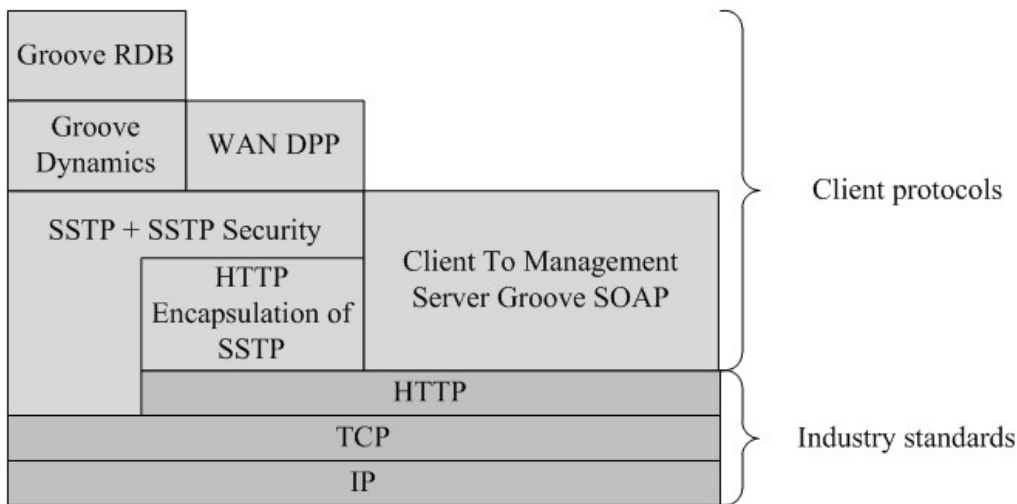 Groove RDB
Groove
Dynamics
WAN DPP
SSTP + SSTP Security
HTTP
Encapsulation of
SSTP
Client To Management
Server Groove SOAP
HTTP
TCP
IP
Client protocols
Industry standards